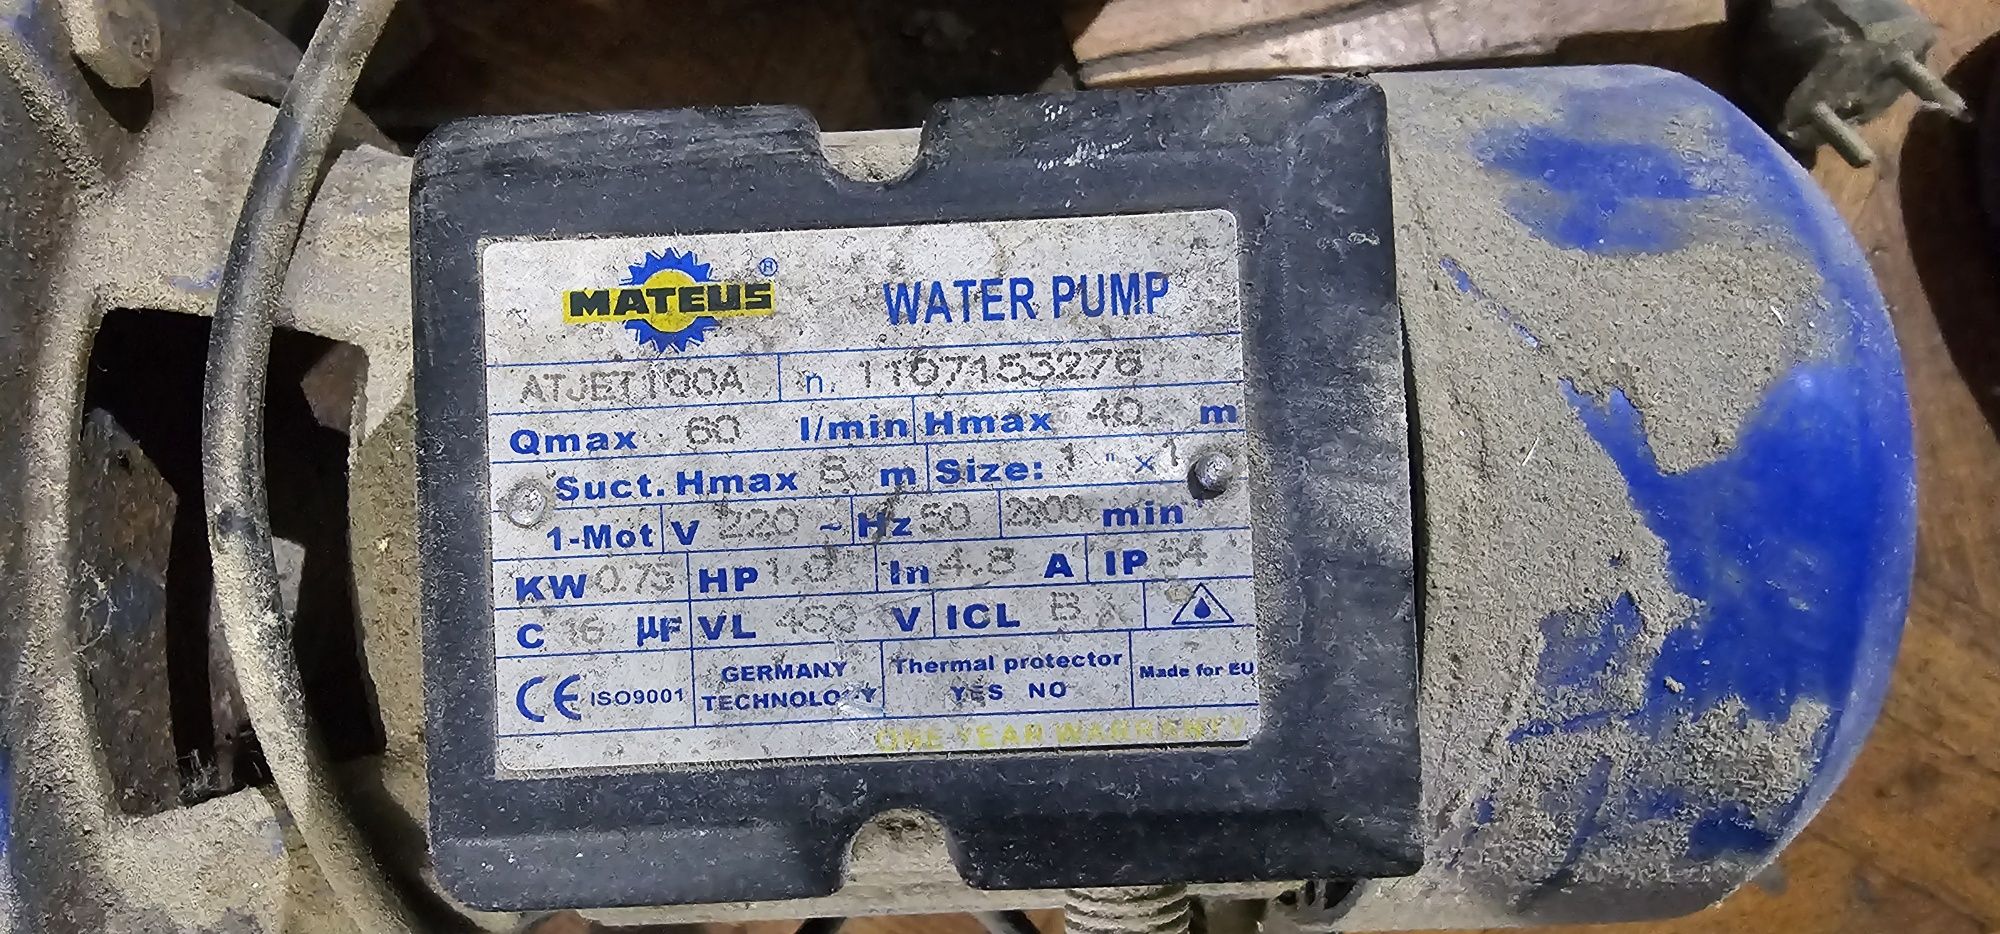 MATEUS ® WATER PUMP
ATJET100A n. 1107153276
Qmax 60 l/min Hmax 40 m
Suct. Hmax 8 m Size: 1 " x 1
1-Mot V 220 ~ Hz 50 2900 min
KW 0.75 HP 1.0 In 4.8 A IP 54
C 16 µF VL 450 V ICL B
CE ISO9001 GERMANY TECHNOLOGY Thermal protector YES NO Made for EU
ONE YEAR WARRANTY